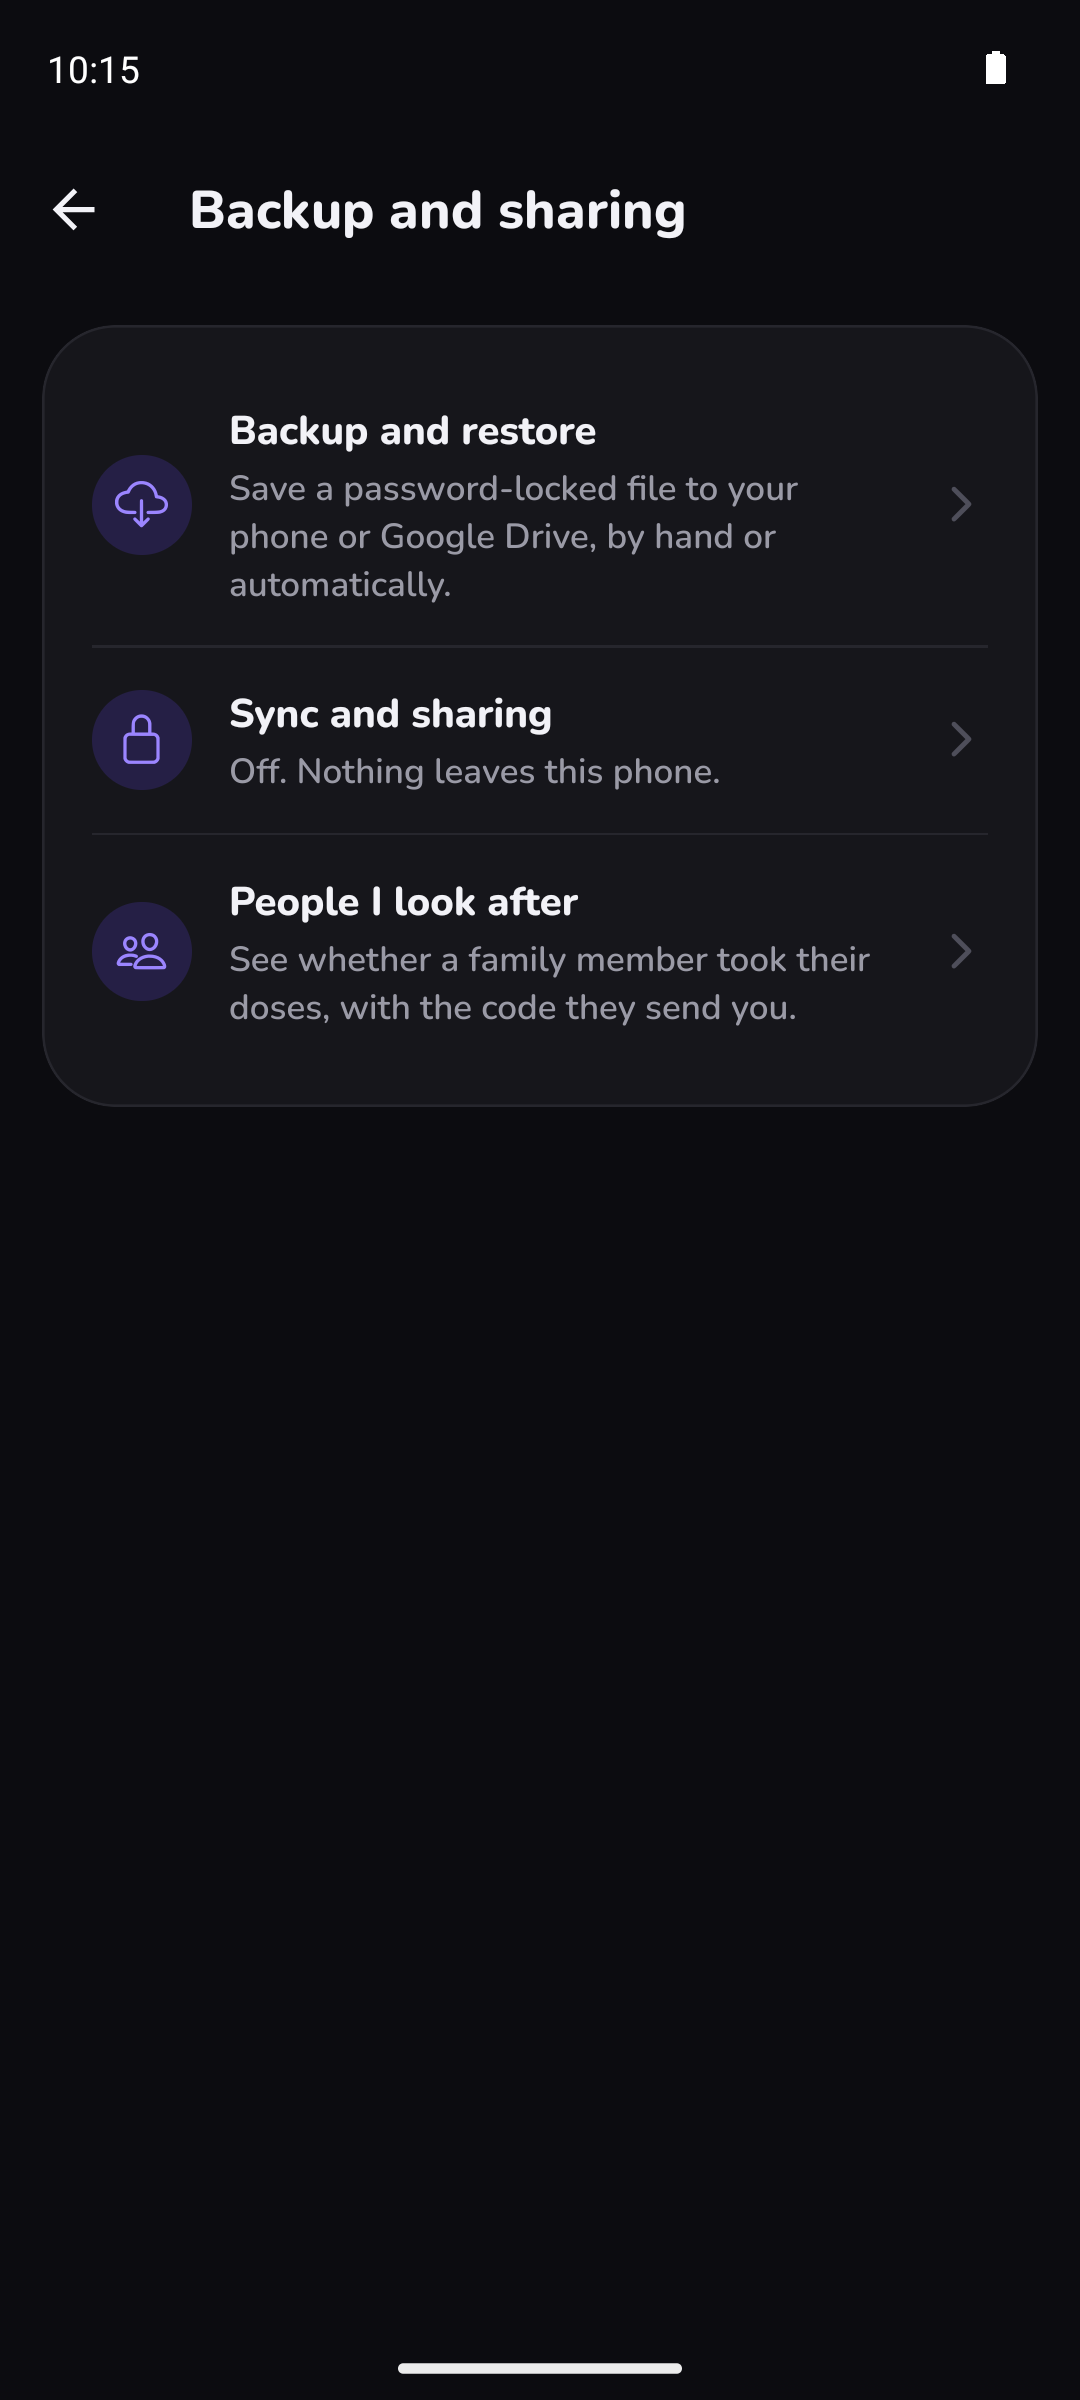 10:15
Backup and sharing
Backup and restore
Save a password-locked file to your
phone or Google Drive, by hand or
automatically.
Sync and sharing
Off. Nothing leaves this phone.
People I look after
See whether a family member took their
doses, with the code they send you.